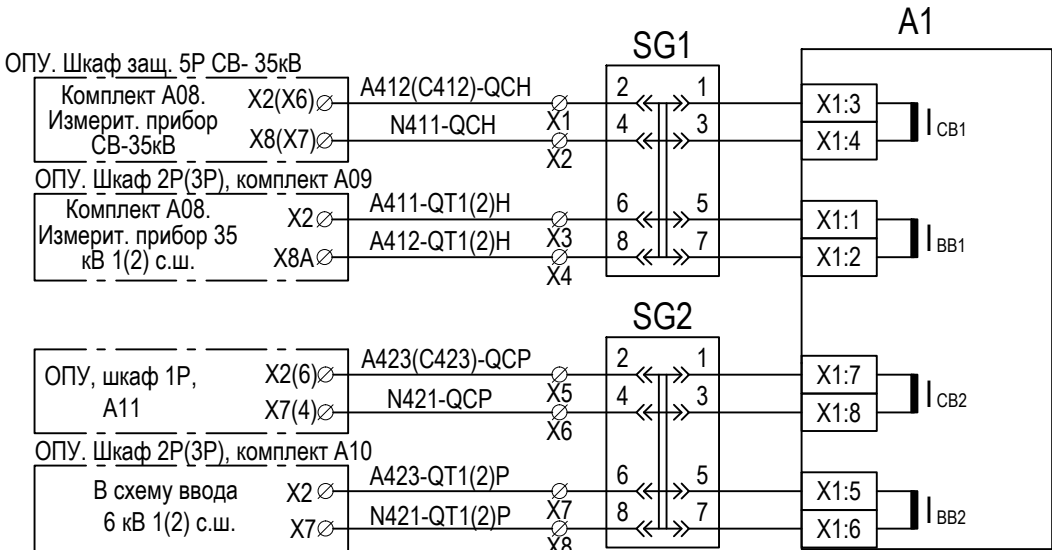 A1
SG1
ОПУ. Шкаф защ. 5Р СВ- 35кВ
Комплект А08.
Измерит. прибор
СВ-35кВ
X2(X6)
A412(C412)-QCH
X1
2
1
X1:3
I CB1
X8(X7)
N411-QCH
X2
4
3
X1:4
ОПУ. Шкаф 2Р(3Р), комплект А09
Комплект А08.
Измерит. прибор 35
кВ 1(2) с.ш.
X2
A411-QT1(2)H
X3
6
5
X1:1
I BB1
X8A
A412-QT1(2)H
X4
8
7
X1:2
SG2
ОПУ, шкаф 1Р,
А11
X2(6)
A423(C423)-QCP
X5
2
1
X1:7
I CB2
X7(4)
N421-QCP
X6
4
3
X1:8
ОПУ. Шкаф 2Р(3Р), комплект А10
В схему ввода
6 кВ 1(2) с.ш.
X2
A423-QT1(2)P
X7
6
5
X1:5
I BB2
X7
N421-QT1(2)P
X8
8
7
X1:6